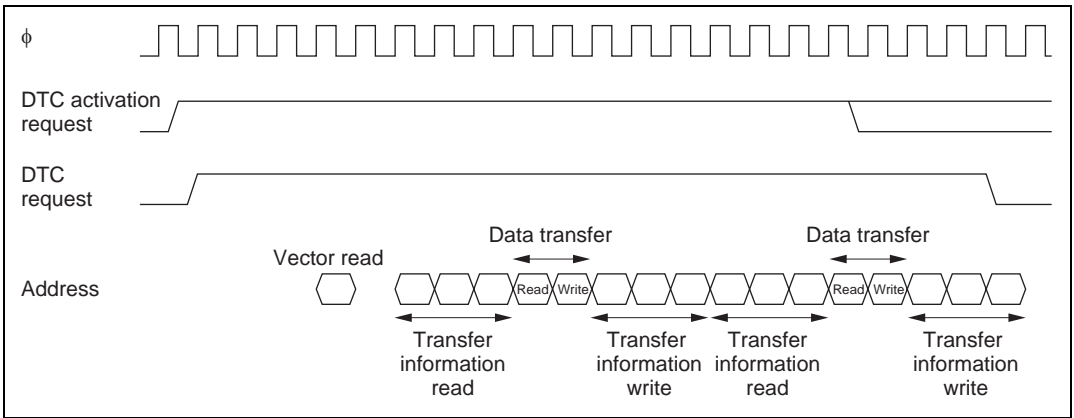 ϕ
DTC activation
request
DTC
request
Data transfer
Data transfer
Vector read
Address
Read
Write
Read
Write
Transfer
information
read
Transfer
information
write
Transfer
information
read
Transfer
information
write